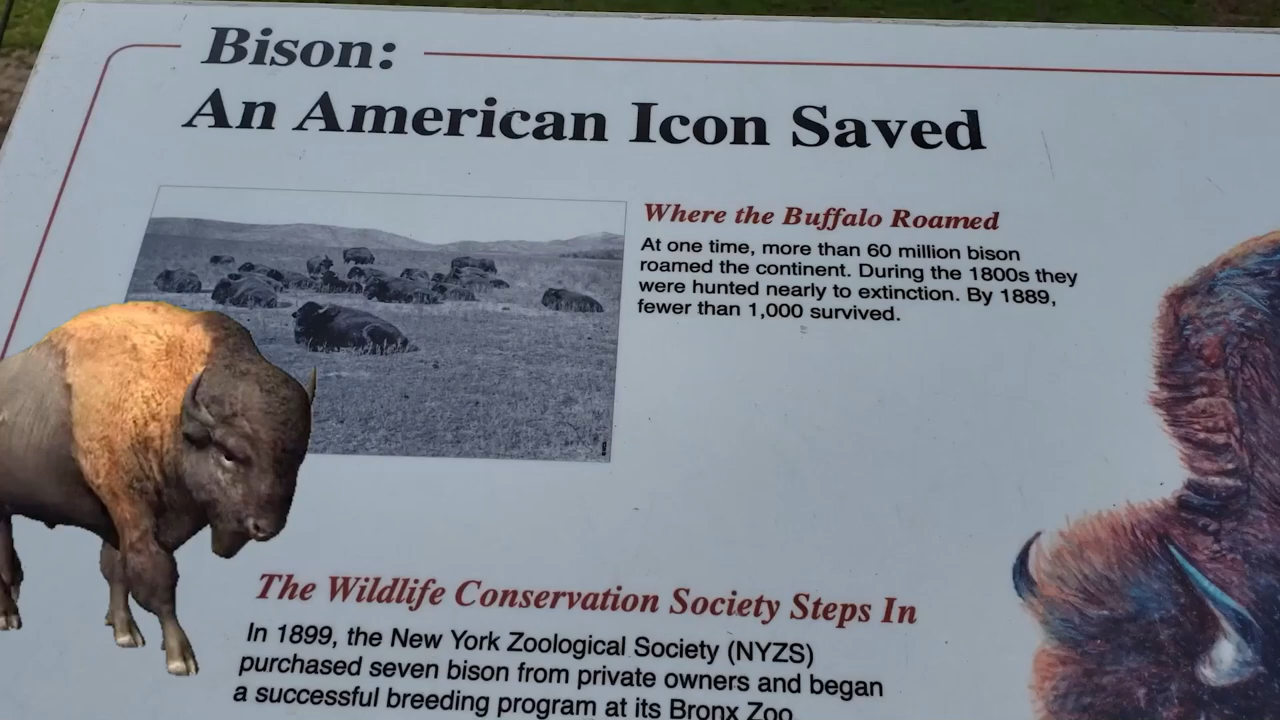 Bison:
An American Icon Saved
Where the Buffalo Roamed
At one time, more than 60 million bison
roamed the continent. During the 1800s they
were hunted nearly to extinction. By 1889,
fewer than 1,000 survived.
The Wildlife Conservation Society Steps In
In 1899, the New York Zoological Society (NYZS)
purchased seven bison from private owners and began
a successful breeding program at its Bronx Zoo.